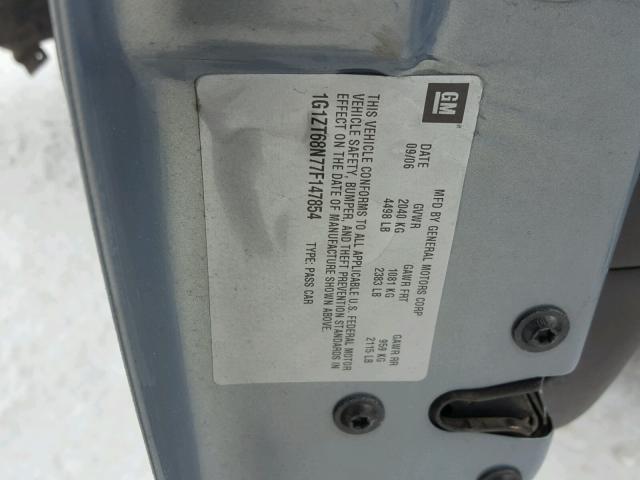 GM
DATE
09/06
MFD BY GENERAL MOTORS CORP
GVWR
2040 KG
4498 LB
GAWR FRT
1081 KG
2383 LB
GAWR RR
959 KG
2115 LB
THIS VEHICLE CONFORMS TO ALL APPLICABLE U.S. FEDERAL MOTOR
VEHICLE SAFETY, BUMPER, AND THEFT PREVENTION STANDARDS IN
EFFECT ON THE DATE OF MANUFACTURE SHOWN ABOVE.
1G1ZT68N77F147854
TYPE: PASS CAR